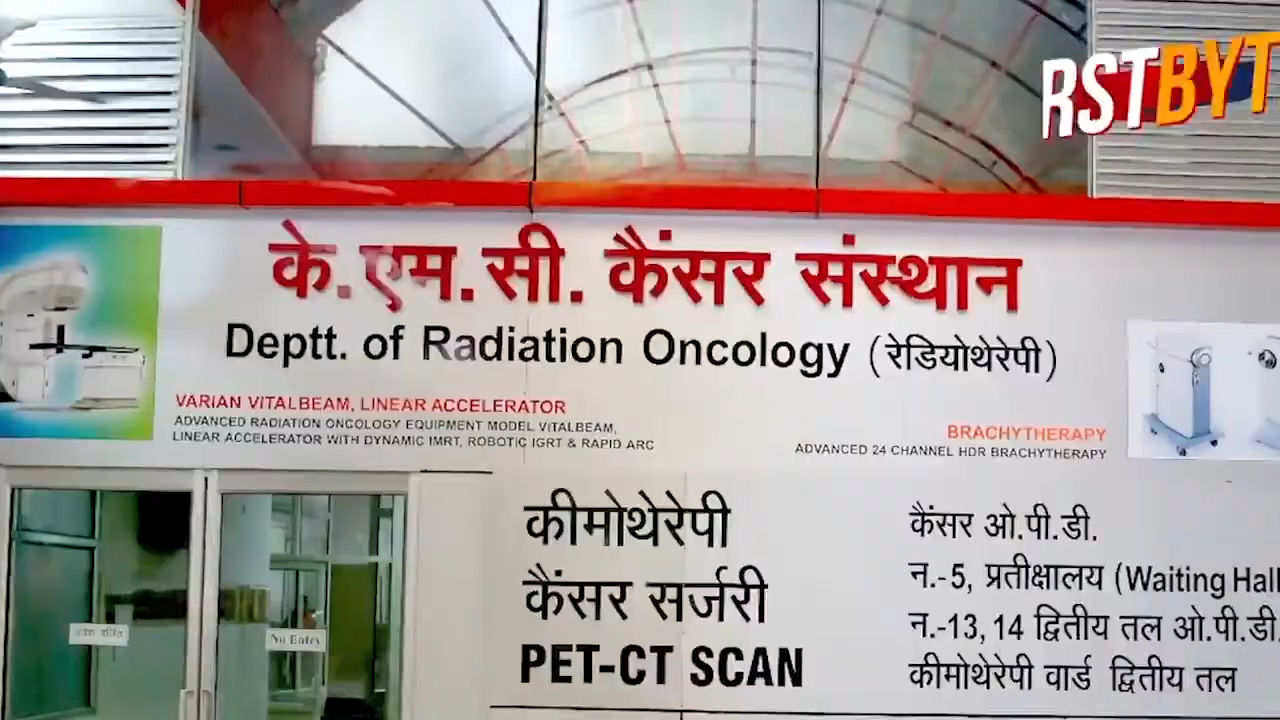 RSTBYT
के.एम.सी. कैंसर संस्थान
Deptt. of Radiation Oncology (रेडियोथेरेपी)
VARIAN VITALBEAM, LINEAR ACCELERATOR
ADVANCED RADIATION ONCOLOGY EQUIPMENT MODEL VITALBEAM,
LINEAR ACCELERATOR WITH DYNAMIC IMRT, ROBOTIC IGRT & RAPID ARC
BRACHYTHERAPY
ADVANCED 24 CHANNEL HDR BRACHYTHERAPY
कीमोथेरेपी
कैंसर सर्जरी
PET-CT SCAN
कैंसर ओ.पी.डी.
न.-5, प्रतीक्षालय (Waiting Hall
न.-13, 14 द्वितीय तल ओ.पी.डी.
कीमोथेरेपी वार्ड द्वितीय तल
No Entry